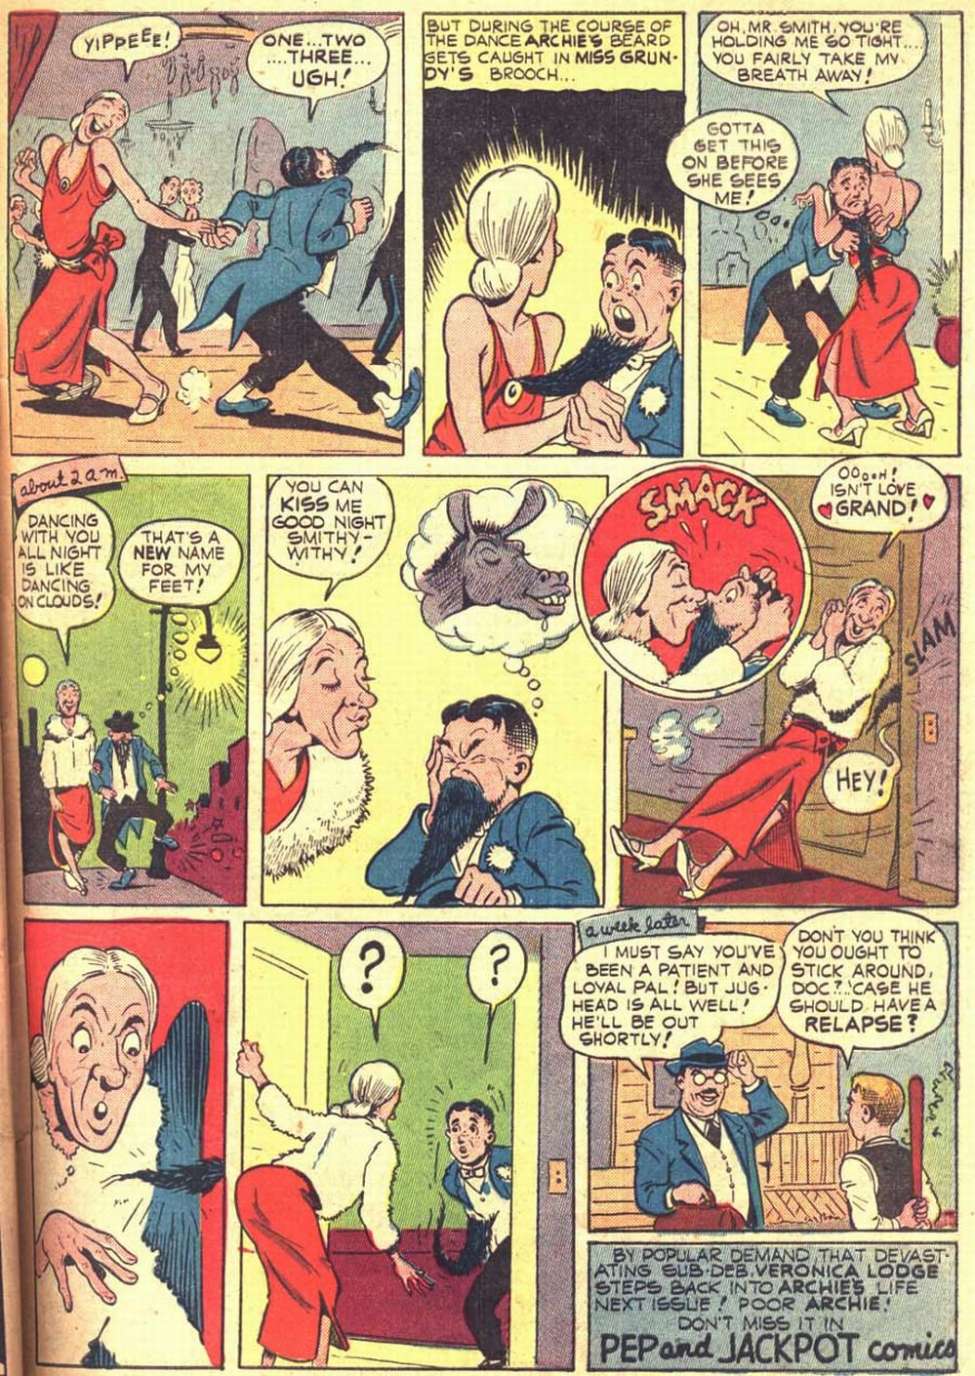 YIPPEEE!
ONE...TWO
....THREE...
UGH!
BUT DURING THE COURSE OF
THE DANCE ARCHIE'S BEARD
GETS CAUGHT IN MISS GRUN-
DY'S BROOCH...
OH, MR. SMITH, YOU'RE
HOLDING ME SO TIGHT....
YOU FAIRLY TAKE MY
BREATH AWAY!
GOTTA
GET THIS
ON BEFORE
SHE SEES
ME!
about 2 a.m.
DANCING
WITH YOU
ALL NIGHT
IS LIKE
DANCING
ON CLOUDS!
THAT'S A
NEW NAME
FOR MY
FEET!
YOU CAN
KISS ME
GOOD NIGHT
SMITHY-
WITHY!
SMACK
OOOOH!
ISN'T LOVE
GRAND!
SLAM
HEY!
?
?
a week later
I MUST SAY YOU'VE
BEEN A PATIENT AND
LOYAL PAL! BUT JUG-
HEAD IS ALL WELL!
HE'LL BE OUT
SHORTLY!
DON'T YOU THINK
YOU OUGHT TO
STICK AROUND,
DOC?..'CASE HE
SHOULD HAVE A
RELAPSE?
BY POPULAR DEMAND THAT DEVAST-
ATING SUB-DEB, VERONICA LODGE
STEPS BACK INTO ARCHIE'S LIFE
NEXT ISSUE! POOR ARCHIE!
DON'T MISS IT IN
PEP and JACKPOT comics